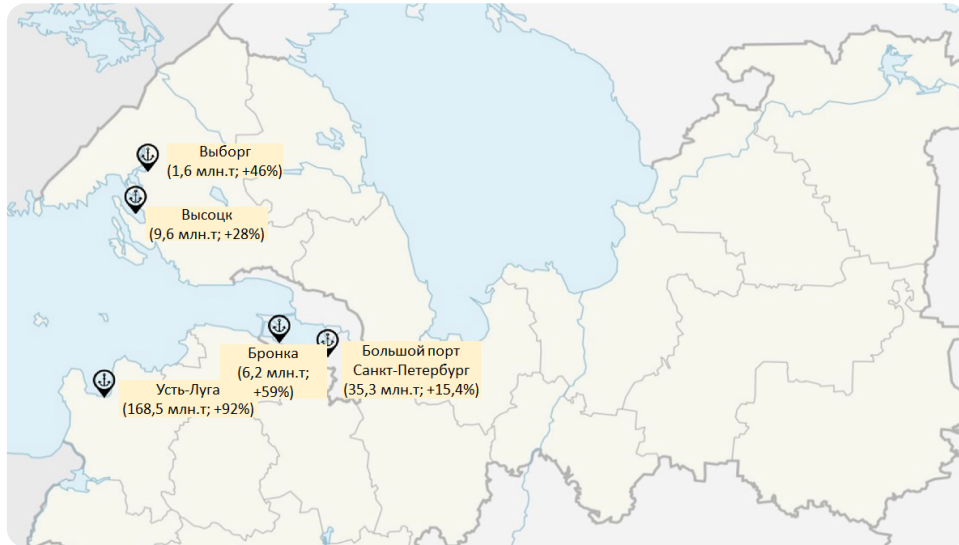 Выборг
(1,6 млн.т; +46%)
Высоцк
(9,6 млн.т; +28%)
Бронка
(6,2 млн.т;
+59%)
Большой порт
Санкт-Петербург
(35,3 млн.т; +15,4%)
Усть-Луга
(168,5 млн.т; +92%)